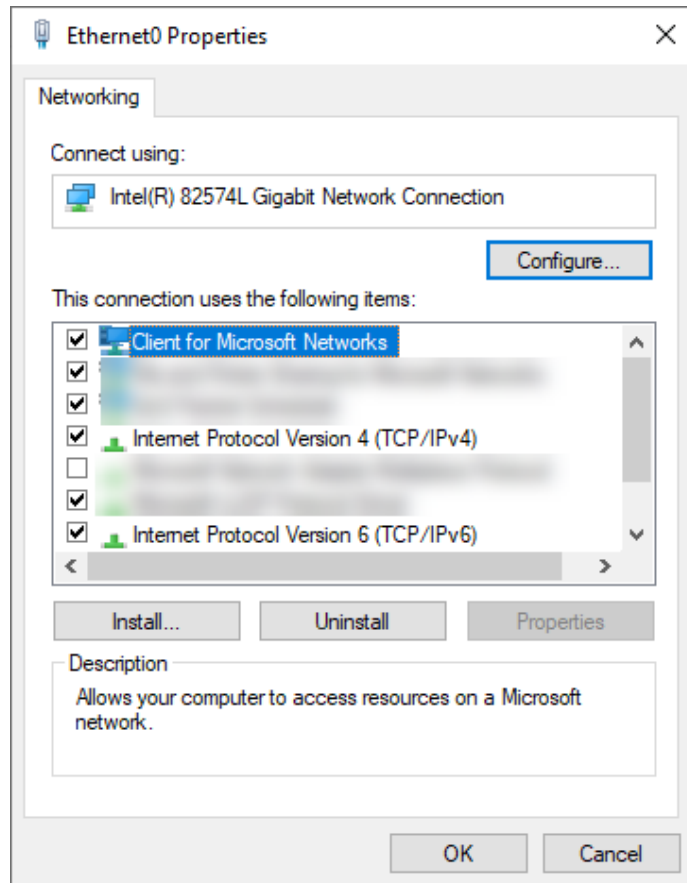 Ethernet0 Properties
Networking
Connect using:
Intel(R) 82574L Gigabit Network Connection
Configure...
This connection uses the following items:
Client for Microsoft Networks
Internet Protocol Version 4 (TCP/IPv4)
Internet Protocol Version 6 (TCP/IPv6)
Install...
Uninstall
Properties
Description
Allows your computer to access resources on a Microsoft
network.
OK
Cancel